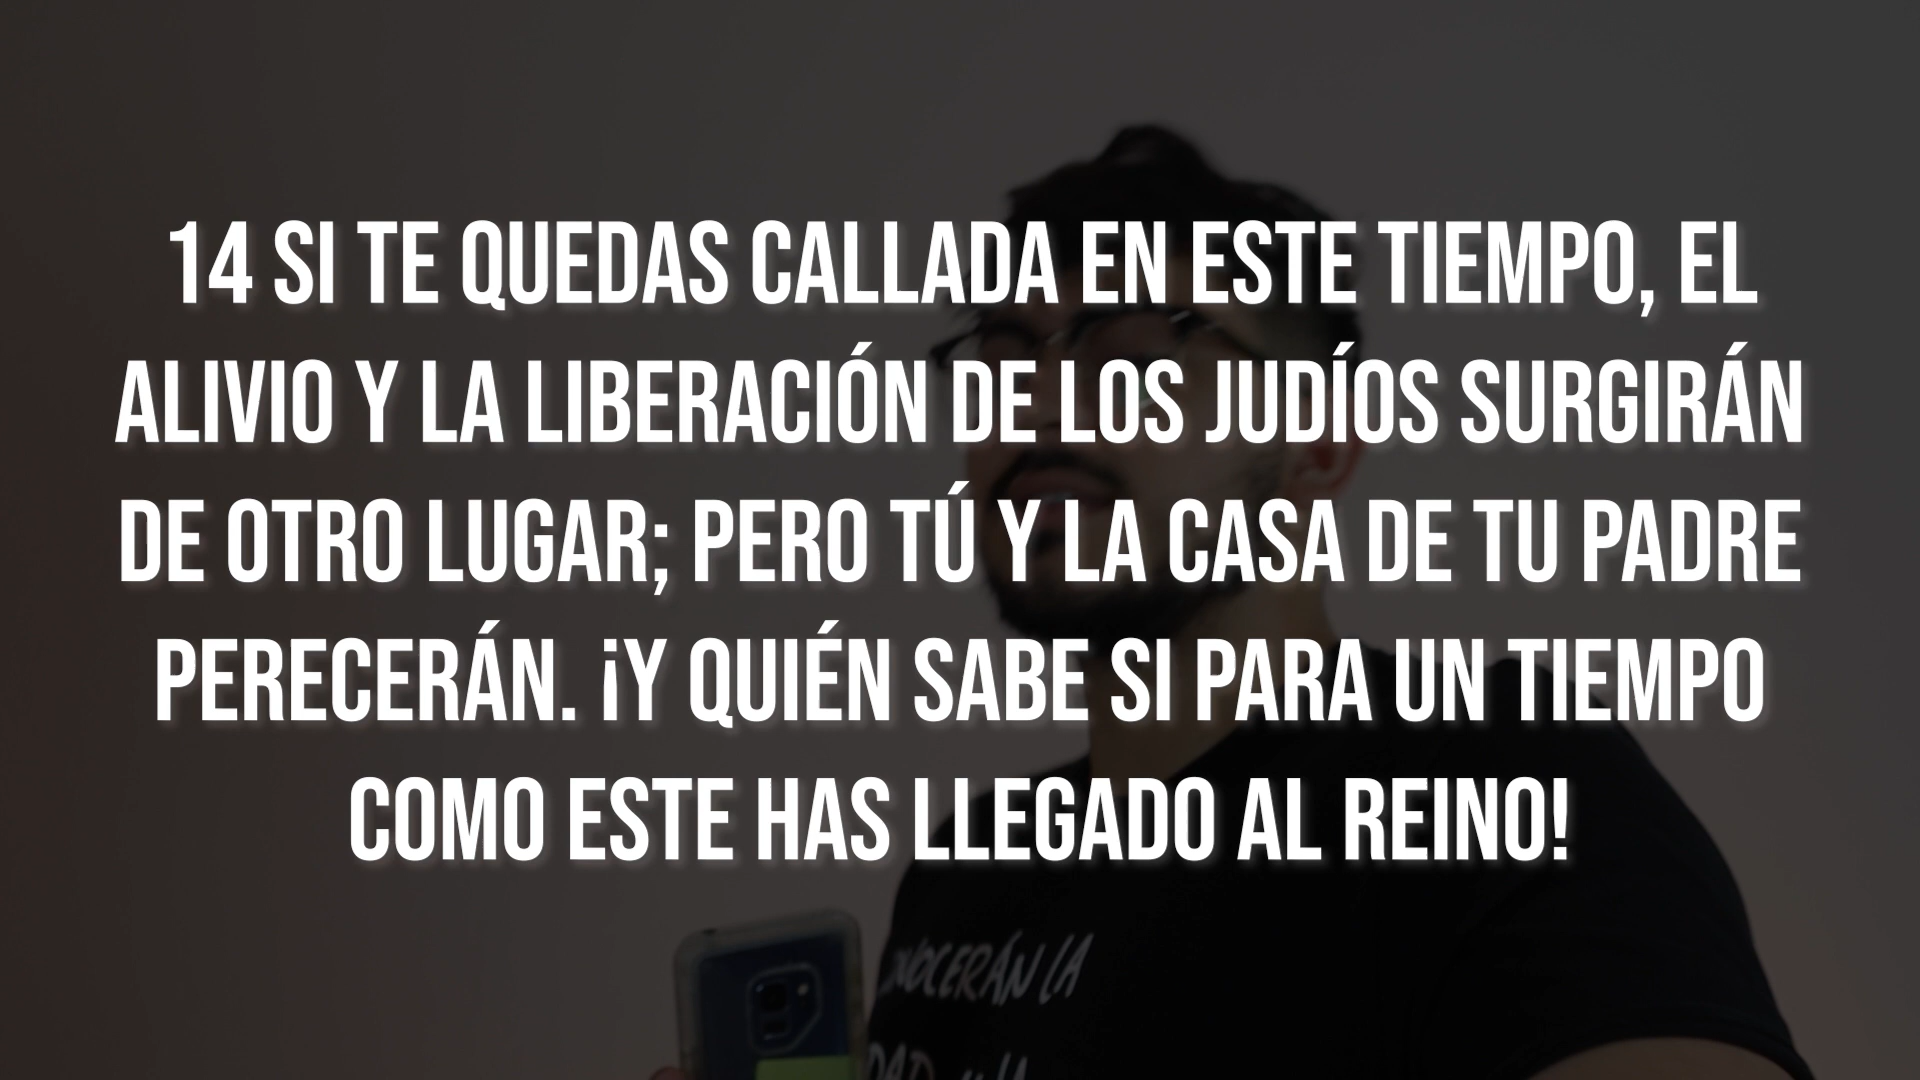 14 SI TE QUEDAS CALLADA EN ESTE TIEMPO, EL
ALIVIO Y LA LIBERACIÓN DE LOS JUDÍOS SURGIRÁN
DE OTRO LUGAR; PERO TÚ Y LA CASA DE TU PADRE
PERECERÁN. ¡Y QUIÉN SABE SI PARA UN TIEMPO
COMO ESTE HAS LLEGADO AL REINO!
LA